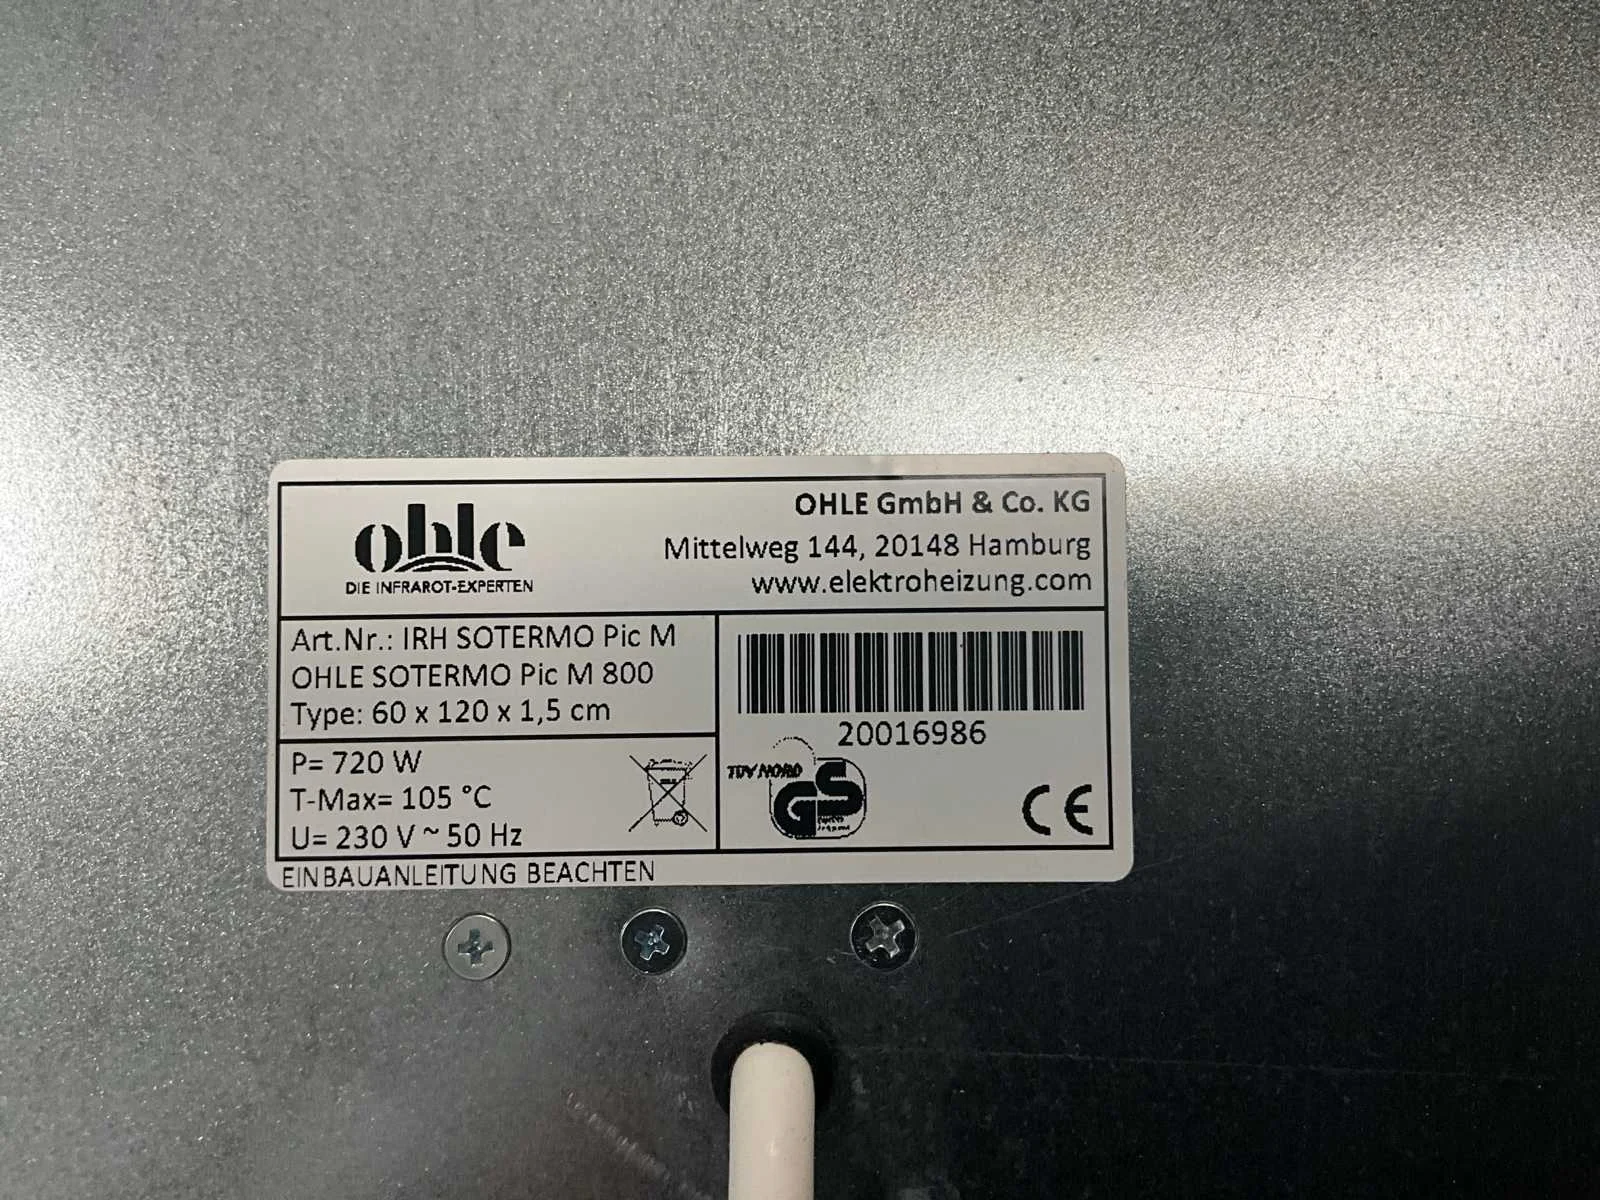 ohle
DIE INFRAROT-EXPERTEN
OHLE GmbH & Co. KG
Mittelweg 144, 20148 Hamburg
www.elektroheizung.com
Art.Nr.: IRH SOTERMO Pic M
OHLE SOTERMO Pic M 800
Type: 60 x 120 x 1,5 cm
P= 720 W
T-Max= 105 °C
U= 230 V ~ 50 Hz
20016986
TÜV NORD
GS
CE
EINBAUANLEITUNG BEACHTEN